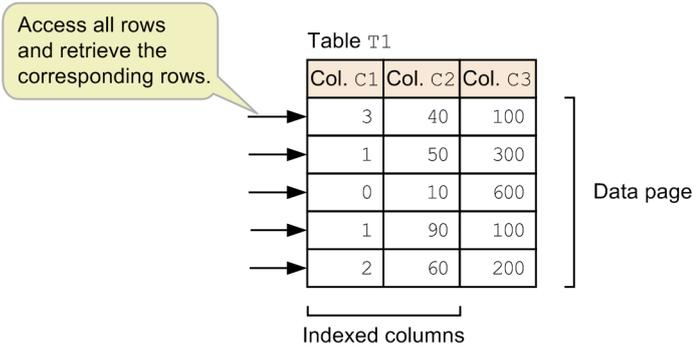 Access all rows
and retrieve the
corresponding rows.
Table T1
Col. C1 Col. C2 Col. C3
3 40 100
1 50 300
0 10 600
1 90 100
2 60 200
Data page
Indexed columns